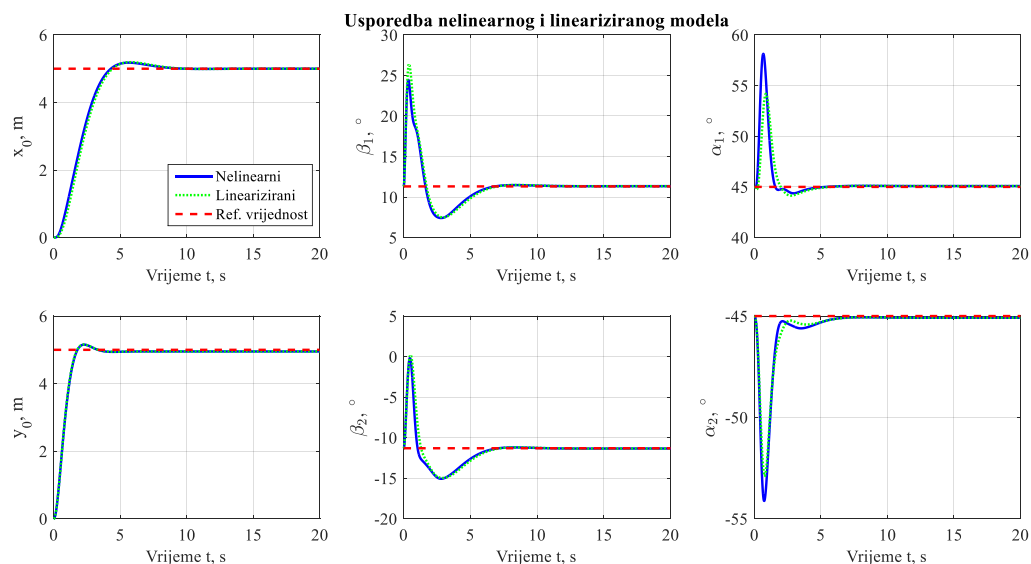 Usporedba nelinearnog i lineariziranog modela
6
4
2
0
x₀, m
0 5 10 15 20
Vrijeme t, s
Nelinearni
Linearizirani
Ref. vrijednost
30
25
20
15
10
5
β₁, °
0 5 10 15 20
Vrijeme t, s
60
55
50
45
40
α₁, °
0 5 10 15 20
Vrijeme t, s
6
4
2
0
y₀, m
0 5 10 15 20
Vrijeme t, s
5
0
-5
-10
-15
-20
β₂, °
0 5 10 15 20
Vrijeme t, s
-45
-50
-55
α₂, °
0 5 10 15 20
Vrijeme t, s